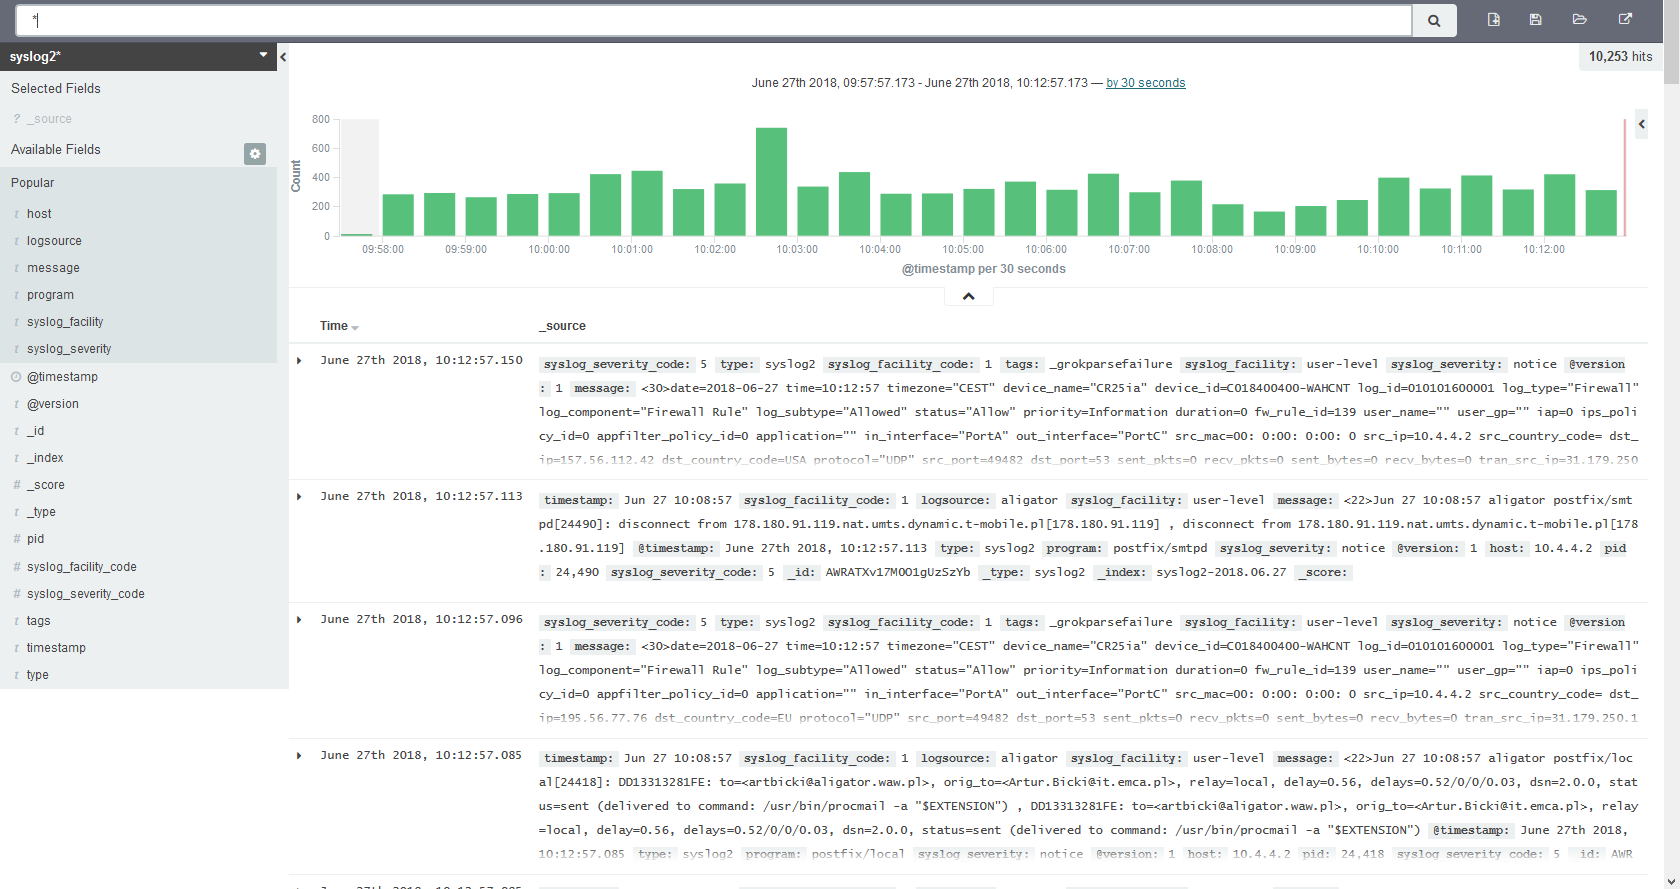 *
syslog2*
10,253 hits
Selected Fields
? _source
Available Fields
Popular
t host
t logsource
t message
t program
t syslog_facility
t syslog_severity
@timestamp
t @version
t _id
t _index
# _score
t _type
# pid
# syslog_facility_code
# syslog_severity_code
t tags
t timestamp
t type
June 27th 2018, 09:57:57.173 - June 27th 2018, 10:12:57.173 — by 30 seconds
Count
800
600
400
200
0
09:58:00 09:59:00 10:00:00 10:01:00 10:02:00 10:03:00 10:04:00 10:05:00 10:06:00 10:07:00 10:08:00 10:09:00 10:10:00 10:11:00 10:12:00
@timestamp per 30 seconds
Time _source
June 27th 2018, 10:12:57.150
syslog_severity_code: 5 type: syslog2 syslog_facility_code: 1 tags: _grokparsefailure syslog_facility: user-level syslog_severity: notice @version
: 1 message: <30>date=2018-06-27 time=10:12:57 timezone="CEST" device_name="CR25ia" device_id=C018400400-WAHCNT log_id=010101600001 log_type="Firewall"
log_component="Firewall Rule" log_subtype="Allowed" status="Allow" priority=Information duration=0 fw_rule_id=139 user_name="" user_gp="" iap=0 ips_poli
cy_id=0 appfilter_policy_id=0 application="" in_interface="PortA" out_interface="PortC" src_mac=00: 0:00: 0:00: 0 src_ip=10.4.4.2 src_country_code= dst_
ip=157.56.112.42 dst_country_code=USA protocol="UDP" src_port=49482 dst_port=53 sent_pkts=0 recv_pkts=0 sent_bytes=0 recv_bytes=0 tran_src_ip=31.179.250
June 27th 2018, 10:12:57.113
timestamp: Jun 27 10:08:57 syslog_facility_code: 1 logsource: aligator syslog_facility: user-level message: <22>Jun 27 10:08:57 aligator postfix/smt
pd[24490]: disconnect from 178.180.91.119.nat.umts.dynamic.t-mobile.pl[178.180.91.119] , disconnect from 178.180.91.119.nat.umts.dynamic.t-mobile.pl[178
.180.91.119] @timestamp: June 27th 2018, 10:12:57.113 type: syslog2 program: postfix/smtpd syslog_severity: notice @version: 1 host: 10.4.4.2 pid
: 24,490 syslog_severity_code: 5 _id: AWRATXv17MOO1gUzSzYb _type: syslog2 _index: syslog2-2018.06.27 _score:
June 27th 2018, 10:12:57.096
syslog_severity_code: 5 type: syslog2 syslog_facility_code: 1 tags: _grokparsefailure syslog_facility: user-level syslog_severity: notice @version
: 1 message: <30>date=2018-06-27 time=10:12:57 timezone="CEST" device_name="CR25ia" device_id=C018400400-WAHCNT log_id=010101600001 log_type="Firewall"
log_component="Firewall Rule" log_subtype="Allowed" status="Allow" priority=Information duration=0 fw_rule_id=139 user_name="" user_gp="" iap=0 ips_poli
cy_id=0 appfilter_policy_id=0 application="" in_interface="PortA" out_interface="PortC" src_mac=00: 0:00: 0:00: 0 src_ip=10.4.4.2 src_country_code= dst_
ip=195.56.77.76 dst_country_code=EU protocol="UDP" src_port=49482 dst_port=53 sent_pkts=0 recv_pkts=0 sent_bytes=0 recv_bytes=0 tran_src_ip=31.179.250.1
June 27th 2018, 10:12:57.085
timestamp: Jun 27 10:08:57 syslog_facility_code: 1 logsource: aligator syslog_facility: user-level message: <22>Jun 27 10:08:57 aligator postfix/loc
al[24418]: DD13313281FE: to=<artbicki@aligator.waw.pl>, orig_to=<Artur.Bicki@it.emca.pl>, relay=local, delay=0.56, delays=0.52/0/0/0.03, dsn=2.0.0, stat
us=sent (delivered to command: /usr/bin/procmail -a "$EXTENSION") , DD13313281FE: to=<artbicki@aligator.waw.pl>, orig_to=<Artur.Bicki@it.emca.pl>, relay
=local, delay=0.56, delays=0.52/0/0/0.03, dsn=2.0.0, status=sent (delivered to command: /usr/bin/procmail -a "$EXTENSION") @timestamp: June 27th 2018,
10:12:57.085 type: syslog2 program: postfix/local syslog_severity: notice @version: 1 host: 10.4.4.2 pid: 24,418 syslog_severity_code: 5 _id: AWR